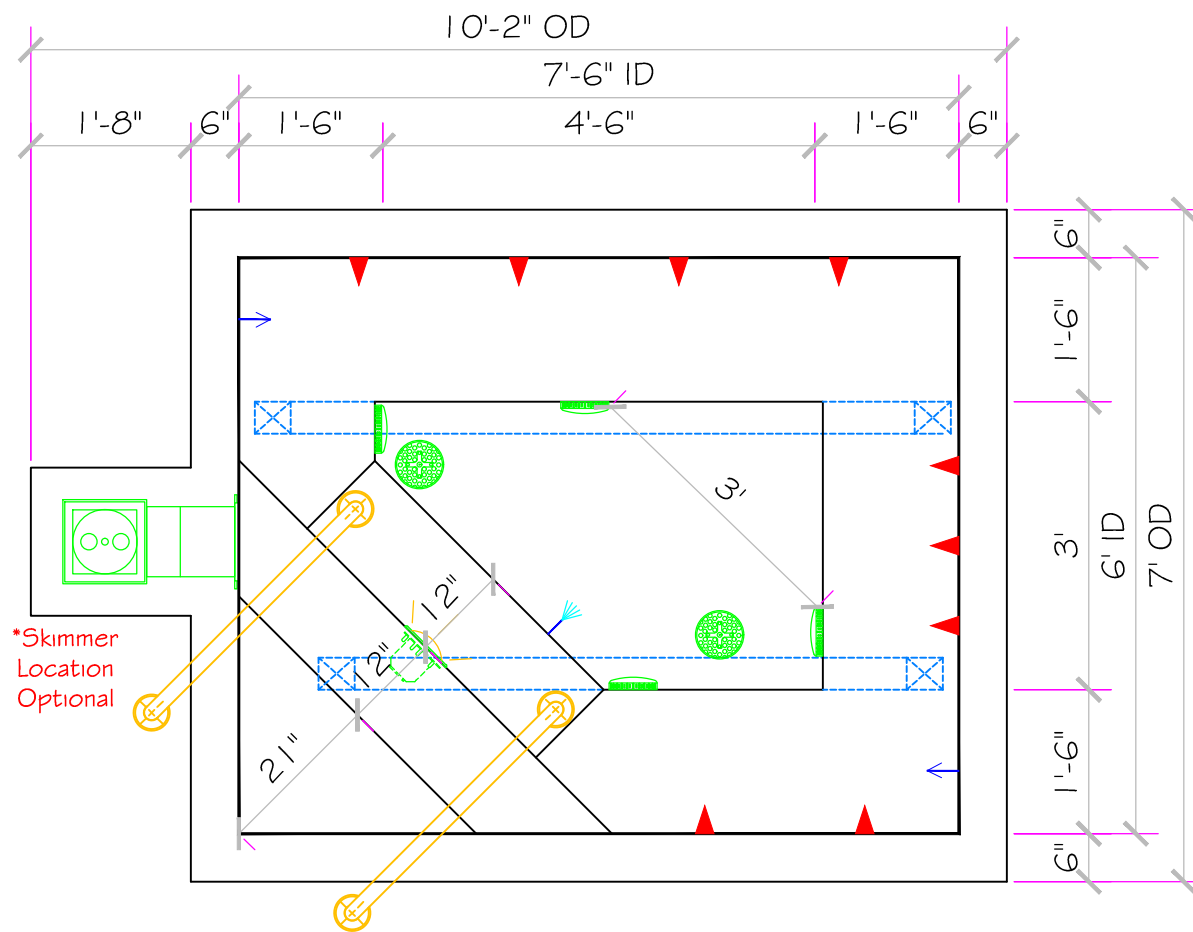 10'-2" OD
7'-6" ID
1'-8"
6"
1'-6"
4'-6"
1'-6"
6"
6"
1'-6"
3'
6' ID
7' OD
1'-6"
6"
3'
12"
12"
21"
*Skimmer
Location
Optional